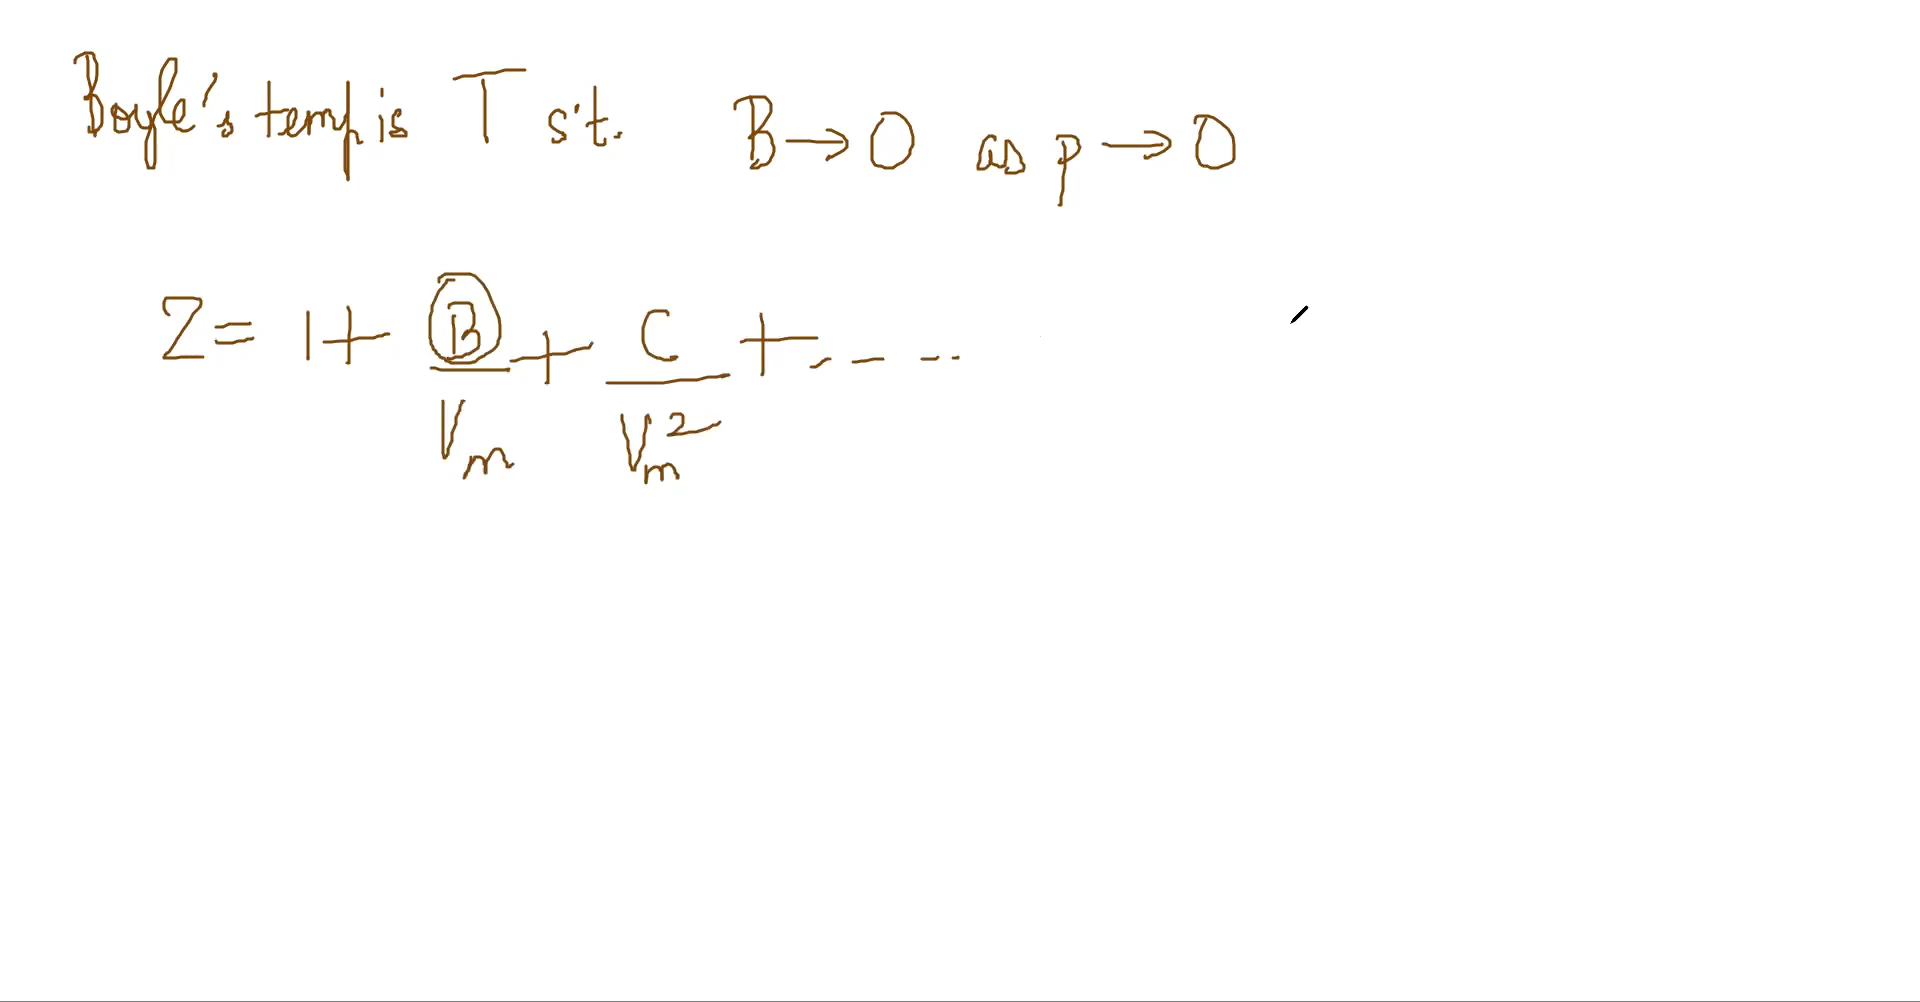 Boyle's temp is T s.t. B → 0 as p → 0
Z = 1 + B/Vm + C/Vm² + .----